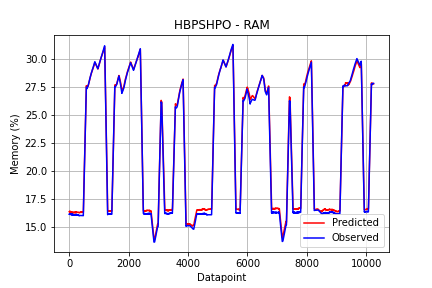 HBPSHPO - RAM
Memory (%)
30.0
27.5
25.0
22.5
20.0
17.5
15.0
Predicted
Observed
0
2000
4000
6000
8000
10000
Datapoint